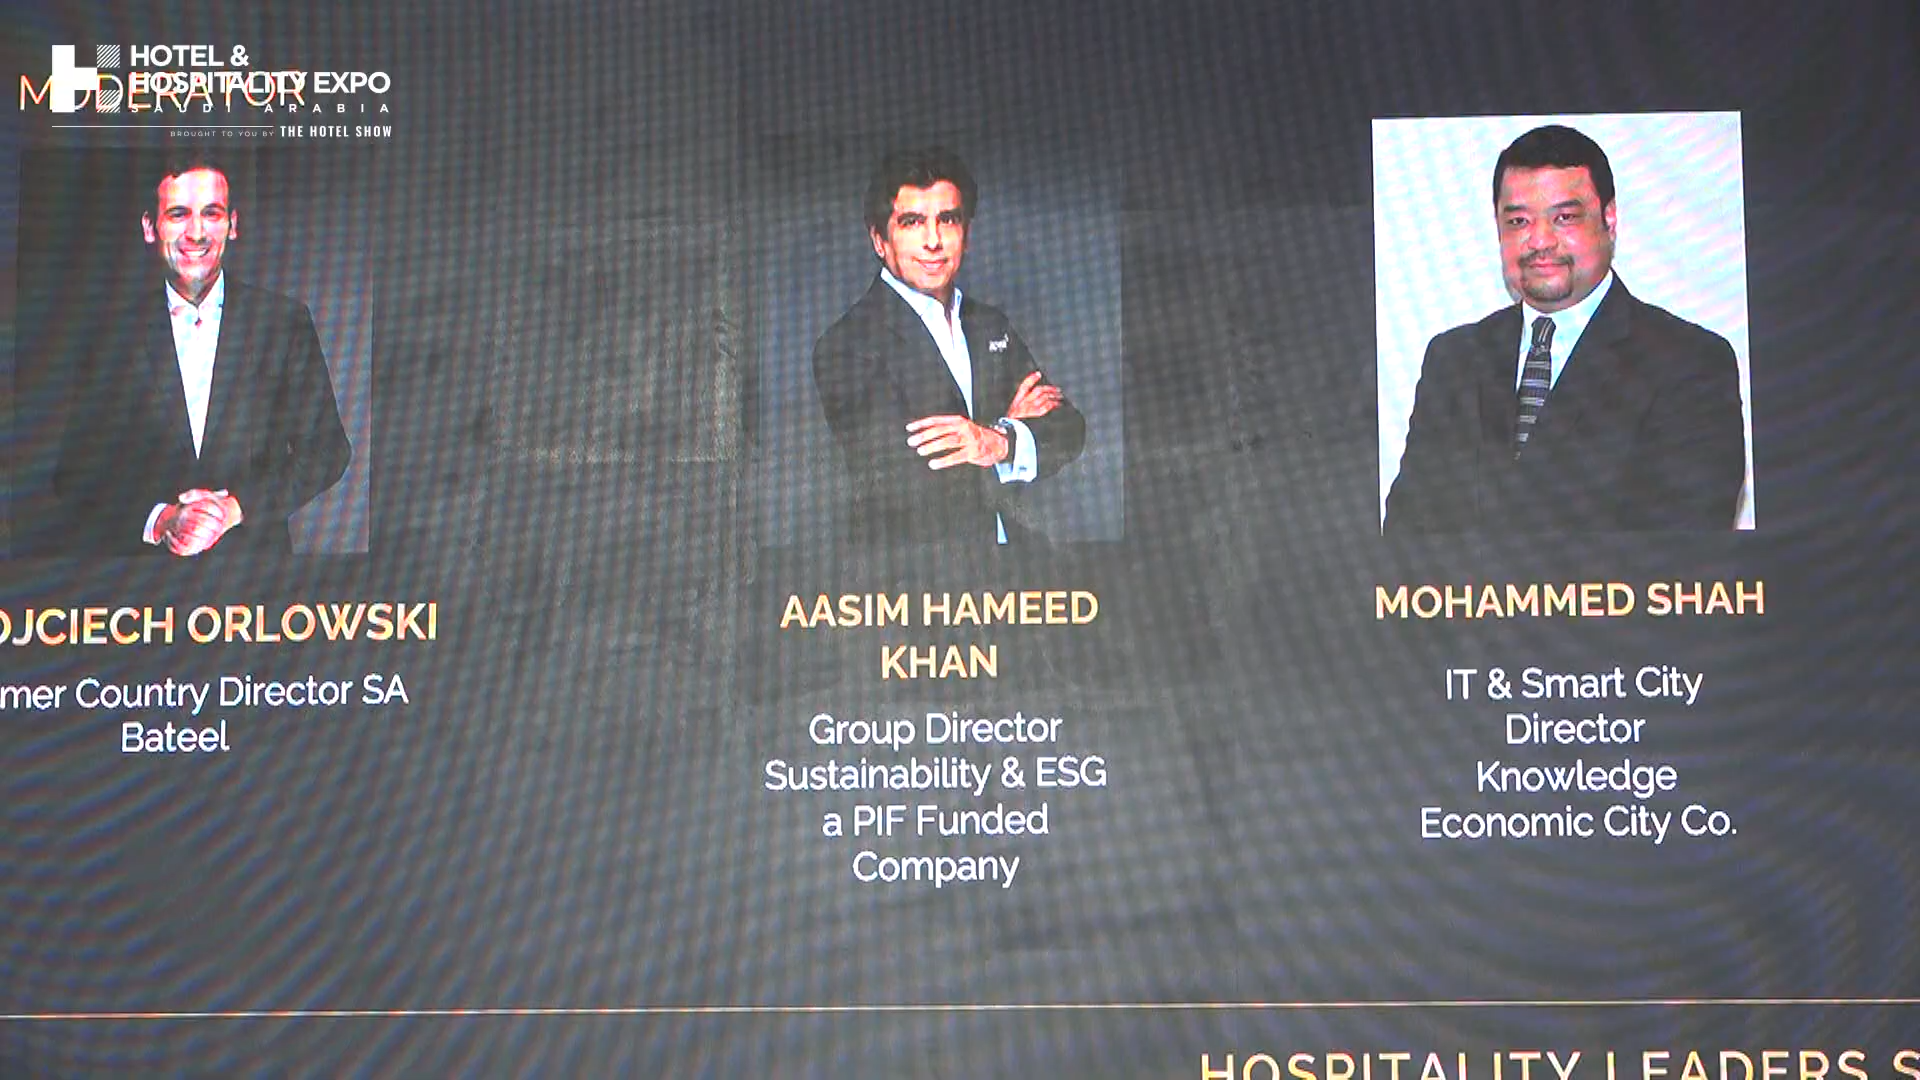 HOTEL &
HOSPITALITY EXPO
SAUDI ARABIA
BROUGHT TO YOU BY THE HOTEL SHOW
MODERATOR
OJCIECH ORLOWSKI
mer Country Director SA
Bateel
AASIM HAMEED
KHAN
Group Director
Sustainability & ESG
a PIF Funded
Company
MOHAMMED SHAH
IT & Smart City
Director
Knowledge
Economic City Co.
HOSPITALITY LEADERS S